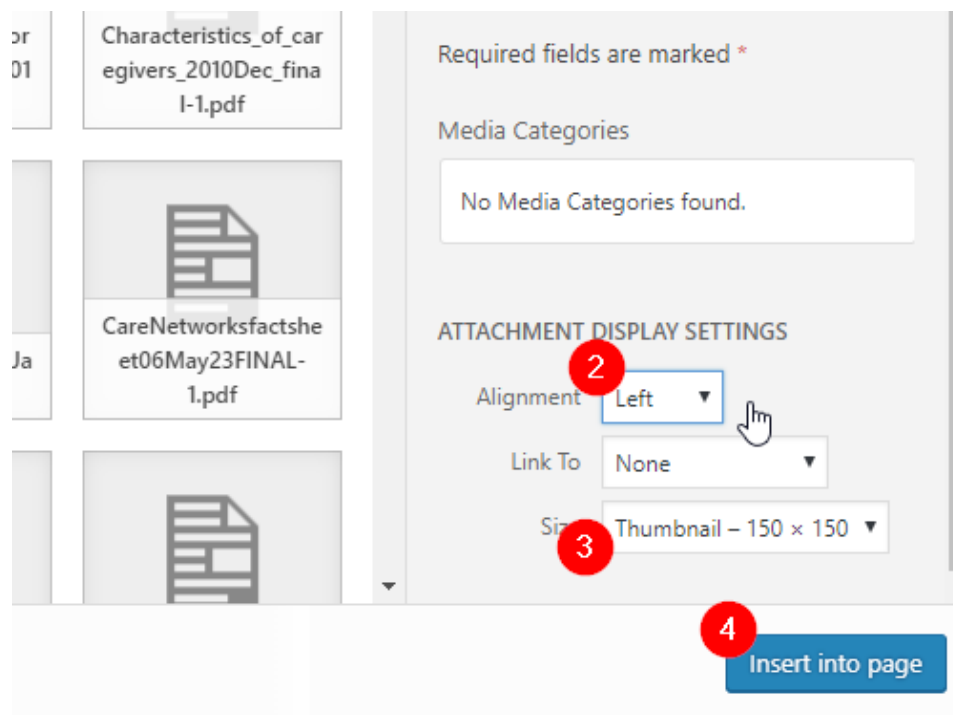 or
01
Characteristics_of_car
egivers_2010Dec_fina
l-1.pdf
Ja
CareNetworksfactshe
et06May23FINAL-
1.pdf
Required fields are marked *
Media Categories
No Media Categories found.
ATTACHMENT DISPLAY SETTINGS
2
Alignment Left
Link To None
Size Thumbnail – 150 × 150
3
4
Insert into page